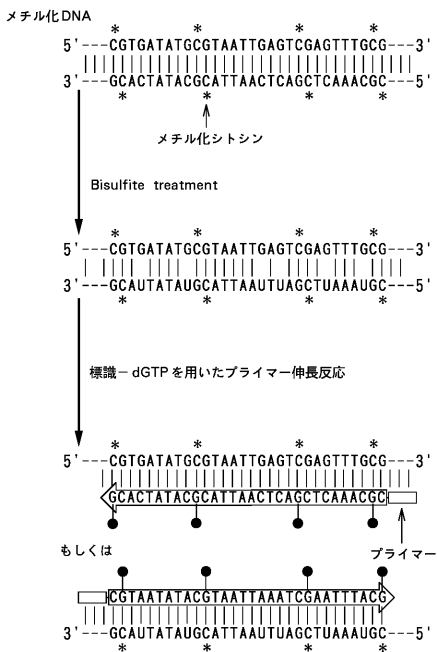 メチル化DNA
* * * *
5'---CGTGATATGCGTAATTGAGTCGAGTTTGCG---3'
3'---GCACTATACGCATTAACTCAGCTCAAACGC---5'
* * * *
メチル化シトシン
Bisulfite treatment
* * * *
5'---CGTGATATGCGTAATTGAGTCGAGTTTGCG---3'
3'---GCAUTATAUGCATTAAUTUAGCTUAAAUGC---5'
* * * *
標識－dGTPを用いたプライマー伸長反応
* * * *
5'---CGTGATATGCGTAATTGAGTCGAGTTTGCG---3'
GCACTATACGCATTAACTCAGCTCAAACGC
もしくは
プライマー
CGTAATATACGTAATTAAATCGAATTTACG
3'---GCAUTATAUGCATTAAUTUAGCTUAAAUGC---5'
* * * *